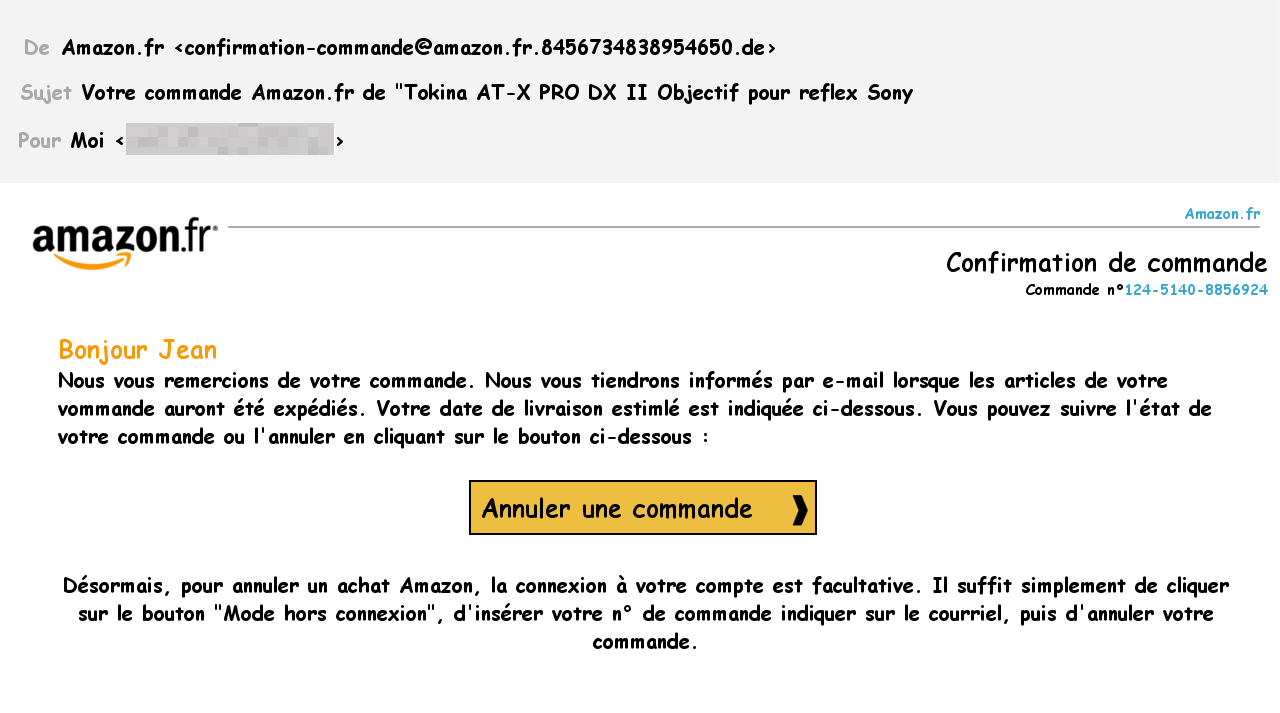 De Amazon.fr <confirmation-commande@amazon.fr.8456734838954650.de>
Sujet Votre commande Amazon.fr de "Tokina AT-X PRO DX II Objectif pour reflex Sony
Pour Moi < >
amazon.fr
Amazon.fr
Confirmation de commande
Commande n°124-5140-8856924
Bonjour Jean
Nous vous remercions de votre commande. Nous vous tiendrons informés par e-mail lorsque les articles de votre
vommande auront été expédiés. Votre date de livraison estimlé est indiquée ci-dessous. Vous pouvez suivre l'état de
votre commande ou l'annuler en cliquant sur le bouton ci-dessous :
Annuler une commande
Désormais, pour annuler un achat Amazon, la connexion à votre compte est facultative. Il suffit simplement de cliquer
sur le bouton "Mode hors connexion", d'insérer votre n° de commande indiquer sur le courriel, puis d'annuler votre
commande.